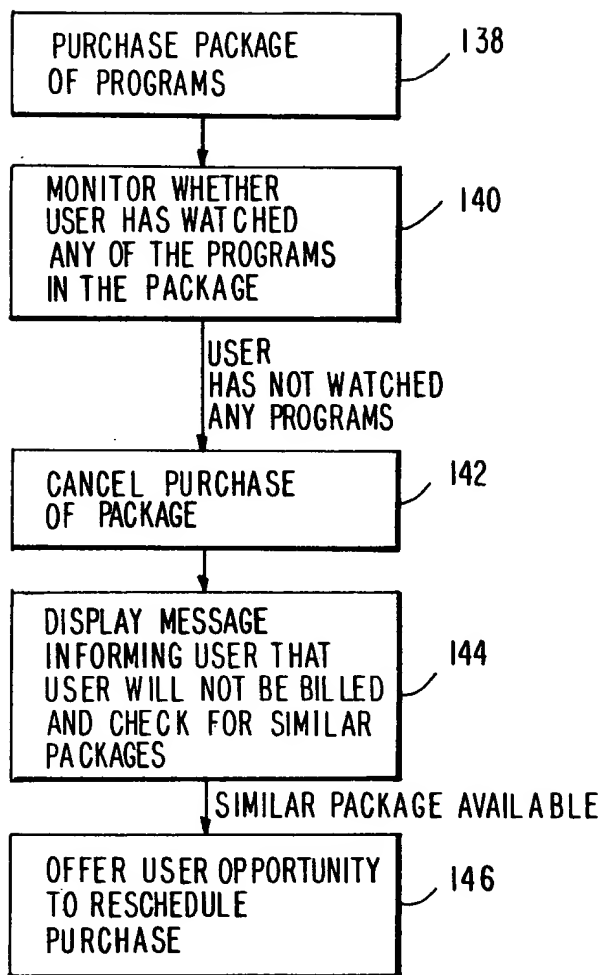 PURCHASE PACKAGE
OF PROGRAMS
138
MONITOR WHETHER
USER HAS WATCHED
ANY OF THE PROGRAMS
IN THE PACKAGE
140
USER
HAS NOT WATCHED
ANY PROGRAMS
CANCEL PURCHASE
OF PACKAGE
142
DISPLAY MESSAGE
INFORMING USER THAT
USER WILL NOT BE BILLED
AND CHECK FOR SIMILAR
PACKAGES
144
SIMILAR PACKAGE AVAILABLE
OFFER USER OPPORTUNITY
TO RESCHEDULE
PURCHASE
146